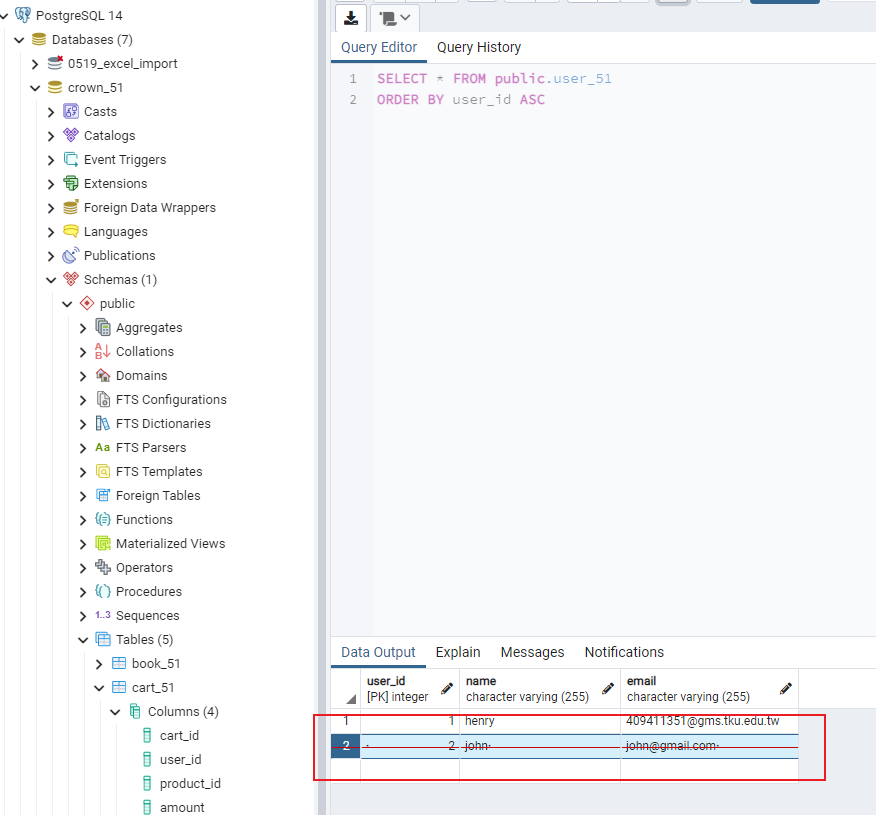 PostgreSQL 14
Databases (7)
0519_excel_import
crown_51
Casts
Catalogs
Event Triggers
Extensions
Foreign Data Wrappers
Languages
Publications
Schemas (1)
public
Aggregates
Collations
Domains
FTS Configurations
FTS Dictionaries
Aa FTS Parsers
FTS Templates
Foreign Tables
Functions
Materialized Views
Operators
Procedures
1..3 Sequences
Tables (5)
book_51
cart_51
Columns (4)
cart_id
user_id
product_id
amount
Query Editor Query History
1 SELECT * FROM public.user_51
2 ORDER BY user_id ASC
Data Output Explain Messages Notifications
user_id name email
[PK] integer character varying (255) character varying (255)
1 1 henry 409411351@gms.tku.edu.tw
2 2 john john@gmail.com